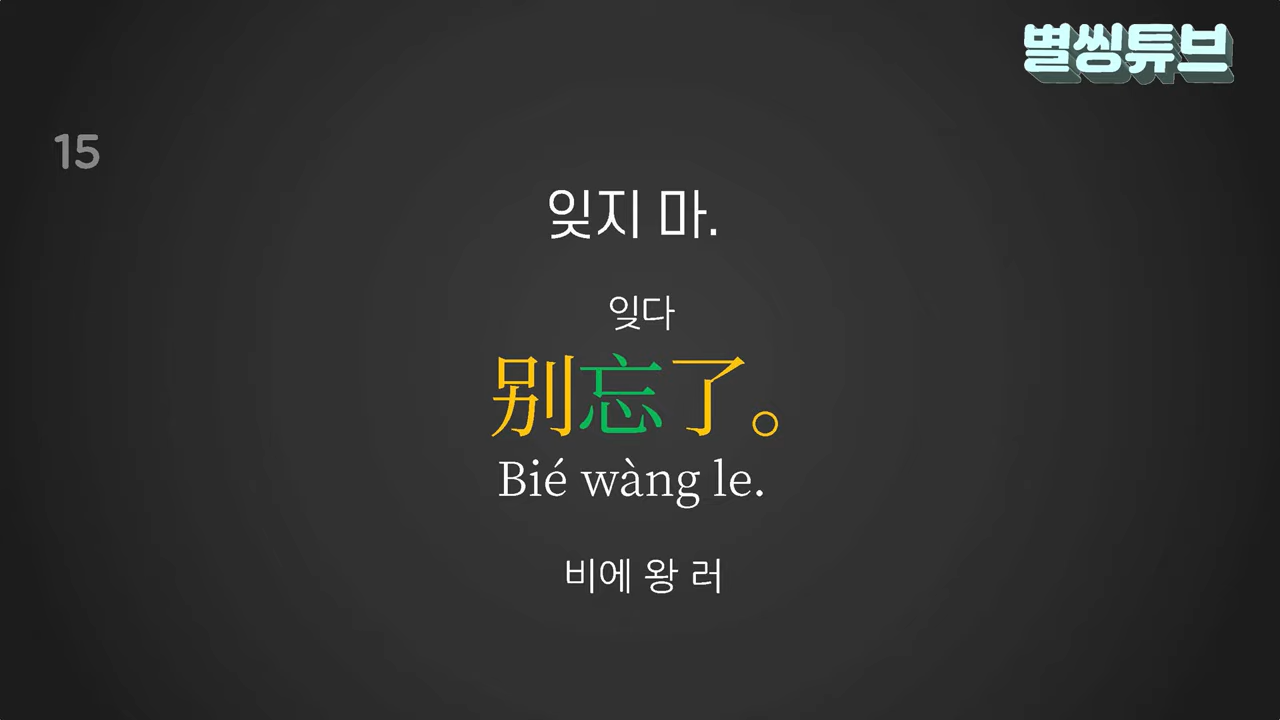 별씽튜브
15
잊지 마.
잊다
别忘了。
Bié wàng le.
비에 왕 러